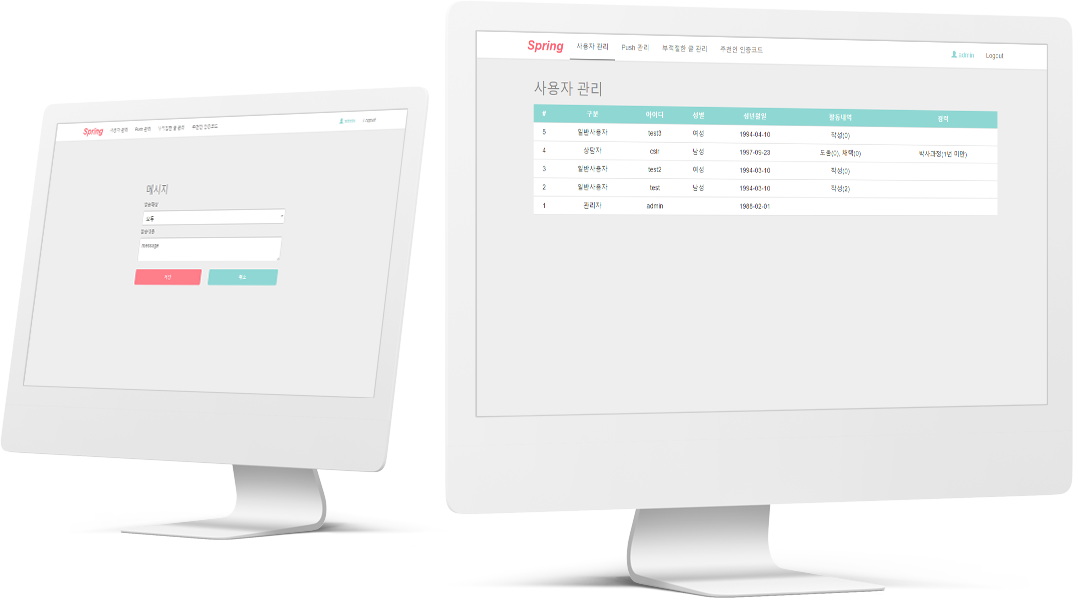 Spring 사용자 관리 Push 관리 부적절한 글 관리 추천인 인증코드 admin Logout
메시지
발송대상
모두
발송내용
message
Spring 사용자 관리 Push 관리 부적절한 글 관리 추천인 인증코드 admin Logout
사용자 관리
# 구분 아이디 성별 생년월일 활동내역
5 일반사용자 test3 여성 1994-04-10 작성(0)
4 상담자 csh 남성 1997-09-23 도움(0), 채택(0) 박사과정(1년 미만)
3 일반사용자 test2 여성 1994-03-10 작성(0)
2 일반사용자 test 남성 1994-03-10 작성(2)
1 관리자 admin 1985-02-01